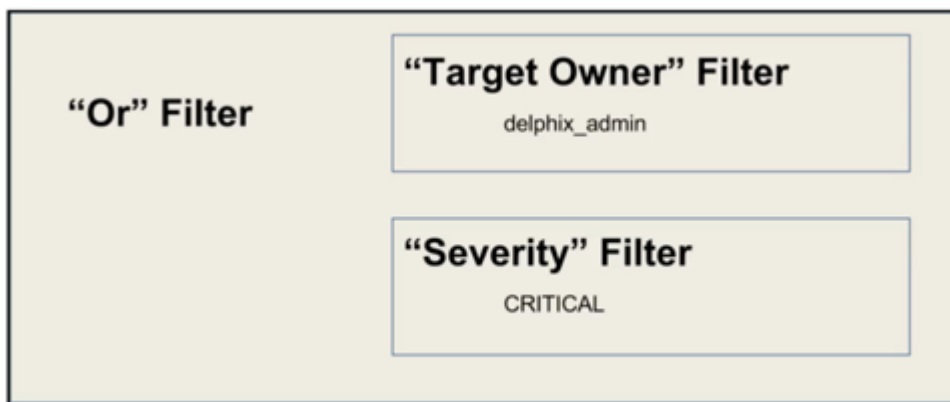 “Or” Filter
“Target Owner” Filter
delphix_admin
“Severity” Filter
CRITICAL